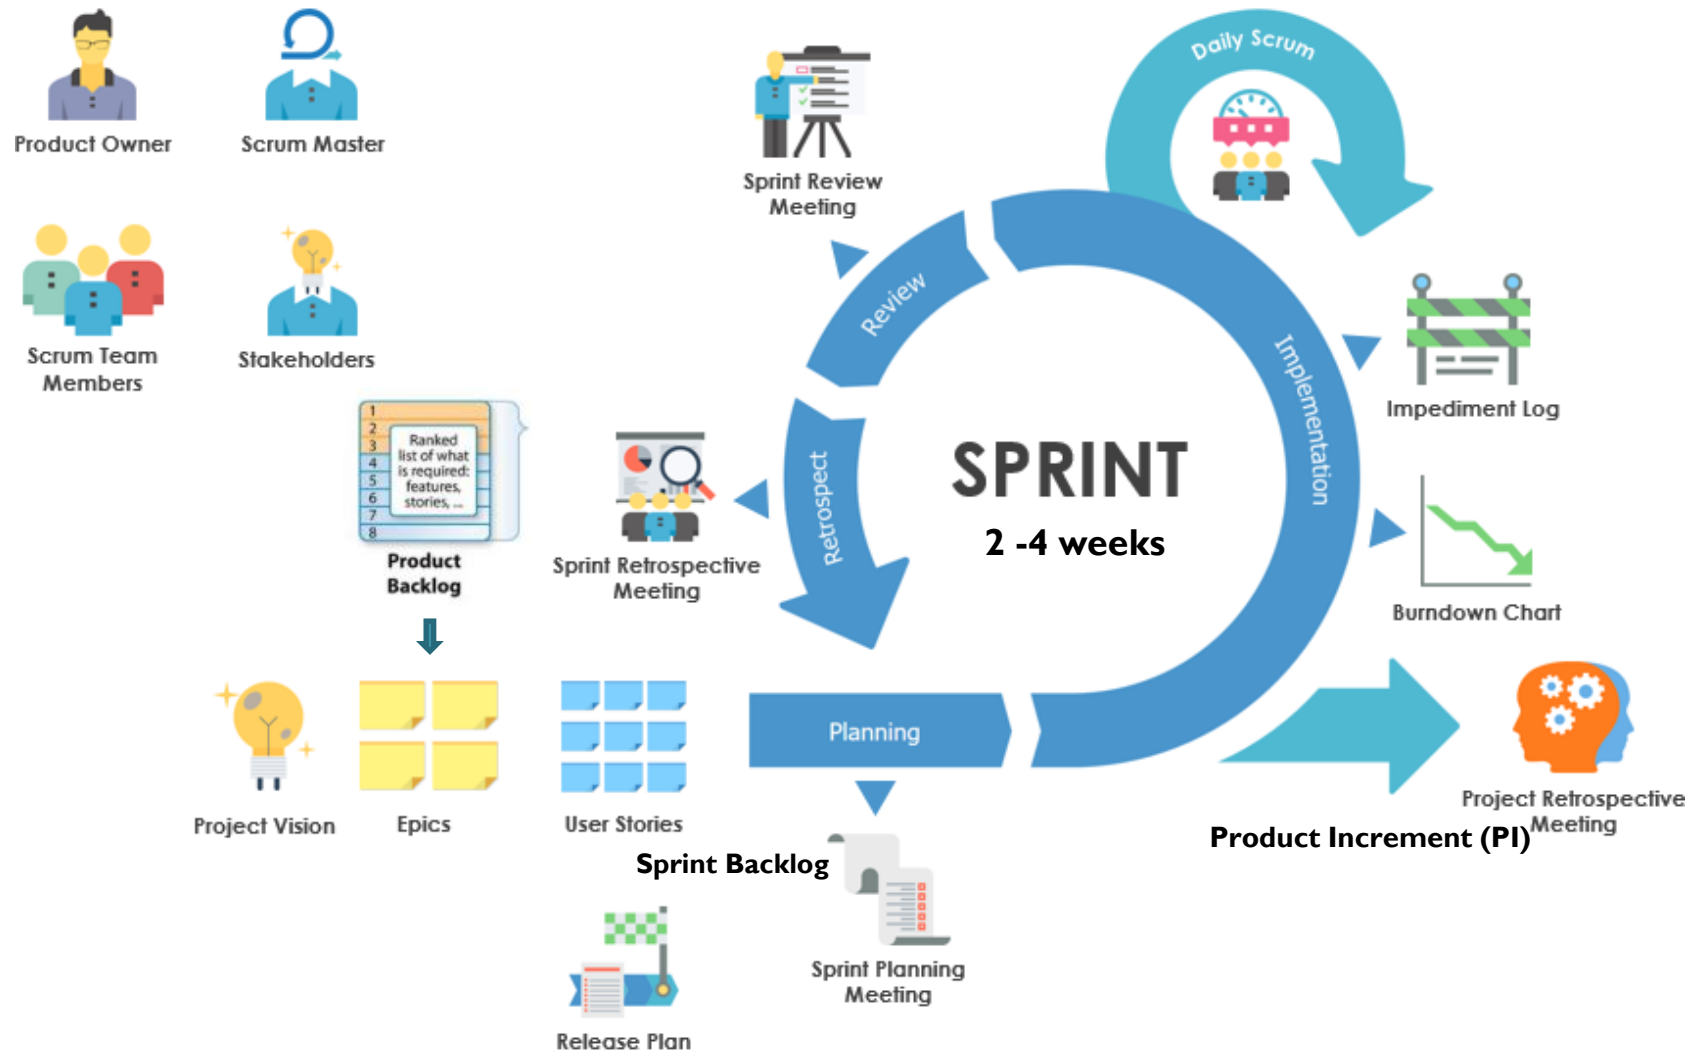 Product Owner
Scrum Master
Scrum Team
Members
Stakeholders
1
2
3
4
5
6
7
8
Ranked
list of what
is required:
features,
stories, ...
Product
Backlog
Project Vision
Epics
User Stories
Sprint Backlog
Release Plan
Sprint Planning
Meeting
Planning
Sprint Retrospective
Meeting
Retrospect
Sprint Review
Meeting
Review
SPRINT
2 -4 weeks
Implementation
Daily Scrum
Impediment Log
Burndown Chart
Project Retrospective
Meeting
Product Increment (PI)